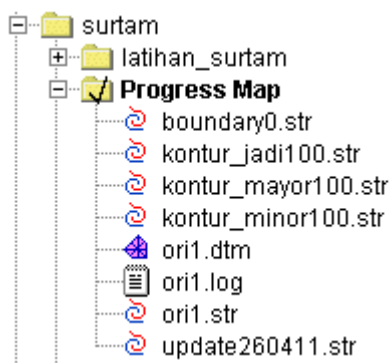 surtam
latihan_surtam
Progress Map
boundary0.str
kontur_jadi100.str
kontur_mayor100.str
kontur_minor100.str
ori1.dtm
ori1.log
ori1.str
update260411.str